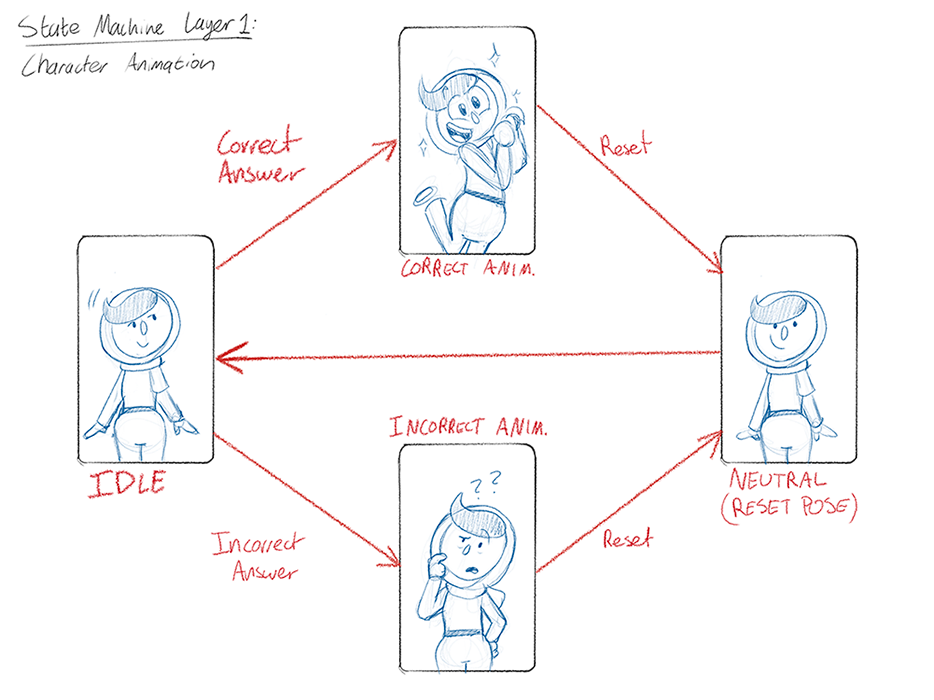 State Machine Layer 1:
Character Animation
Correct
Answer
Reset
CORRECT ANIM.
? ?
INCORRECT ANIM.
IDLE
NEUTRAL
(RESET POSE)
Incorrect
Answer
Reset